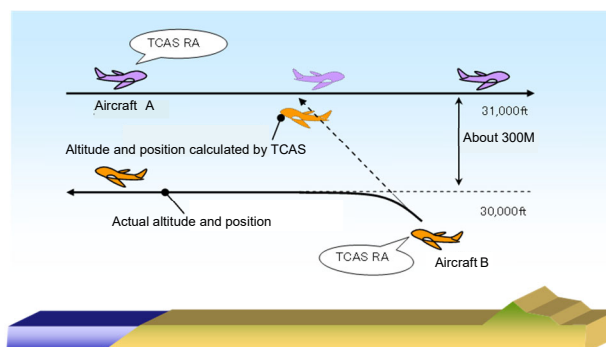 TCAS RA
Aircraft A
31,000ft
About 300M
Altitude and position calculated by TCAS
30,000ft
Actual altitude and position
TCAS RA
Aircraft B